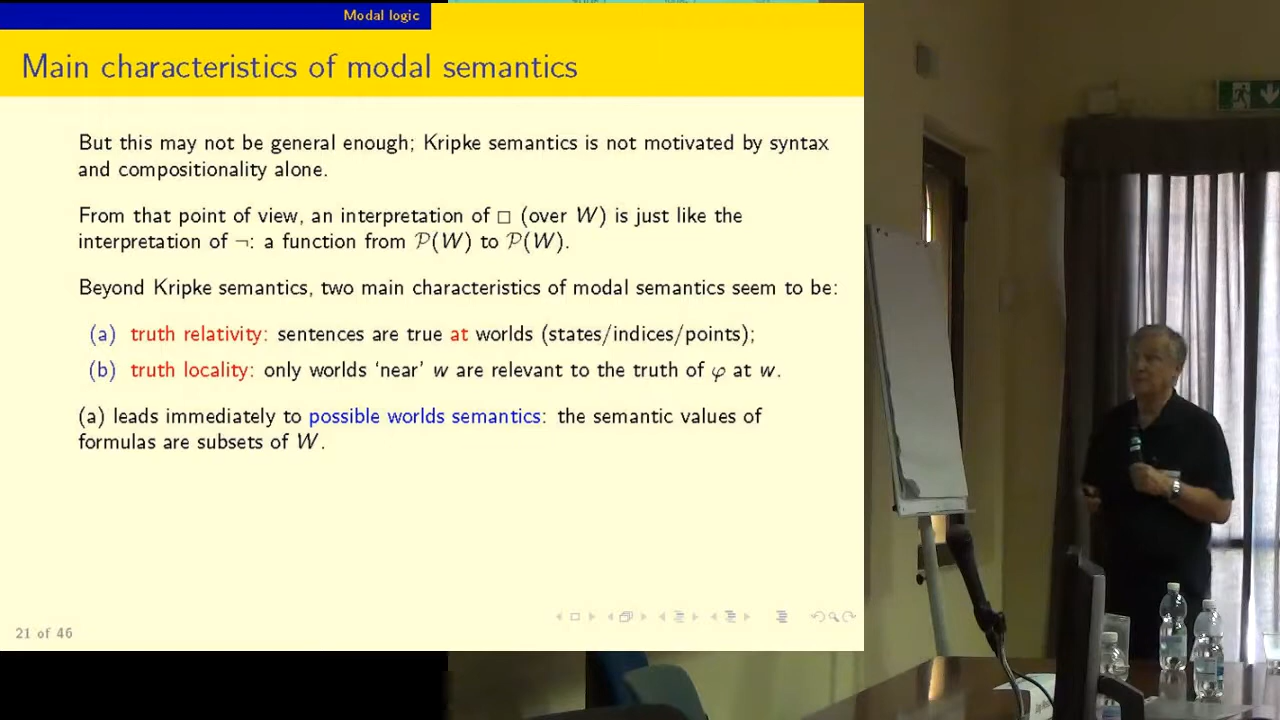 Modal logic
Main characteristics of modal semantics
But this may not be general enough; Kripke semantics is not motivated by syntax
and compositionality alone.
From that point of view, an interpretation of □ (over W) is just like the
interpretation of ¬: a function from 𝒫(W) to 𝒫(W).
Beyond Kripke semantics, two main characteristics of modal semantics seem to be:
(a) truth relativity: sentences are true at worlds (states/indices/points);
(b) truth locality: only worlds ‘near’ w are relevant to the truth of φ at w.
(a) leads immediately to possible worlds semantics: the semantic values of
formulas are subsets of W.
21 of 46